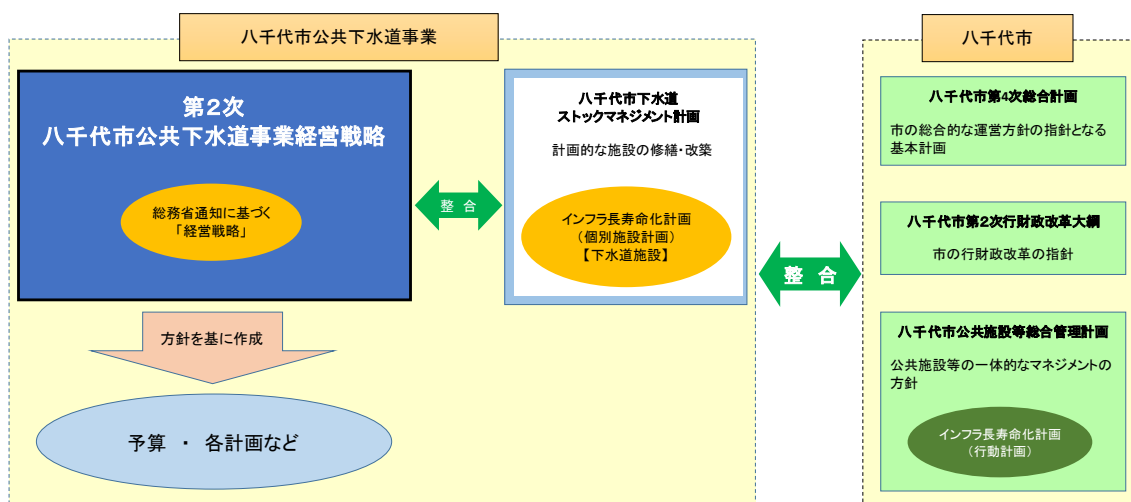 八千代市公共下水道事業
第2次
八千代市公共下水道事業経営戦略
総務省通知に基づく
「経営戦略」
整 合
八千代市下水道
ストックマネジメント計画
計画的な施設の修繕・改築
インフラ長寿命化計画
（個別施設計画）
【下水道施設】
方針を基に作成
予算 ・ 各計画など
整 合
八千代市
八千代市第4次総合計画
市の総合的な運営方針の指針となる
基本計画
八千代市第2次行財政改革大綱
市の行財政改革の指針
八千代市公共施設等総合管理計画
公共施設等の一体的なマネジメントの
方針
インフラ長寿命化計画
（行動計画）